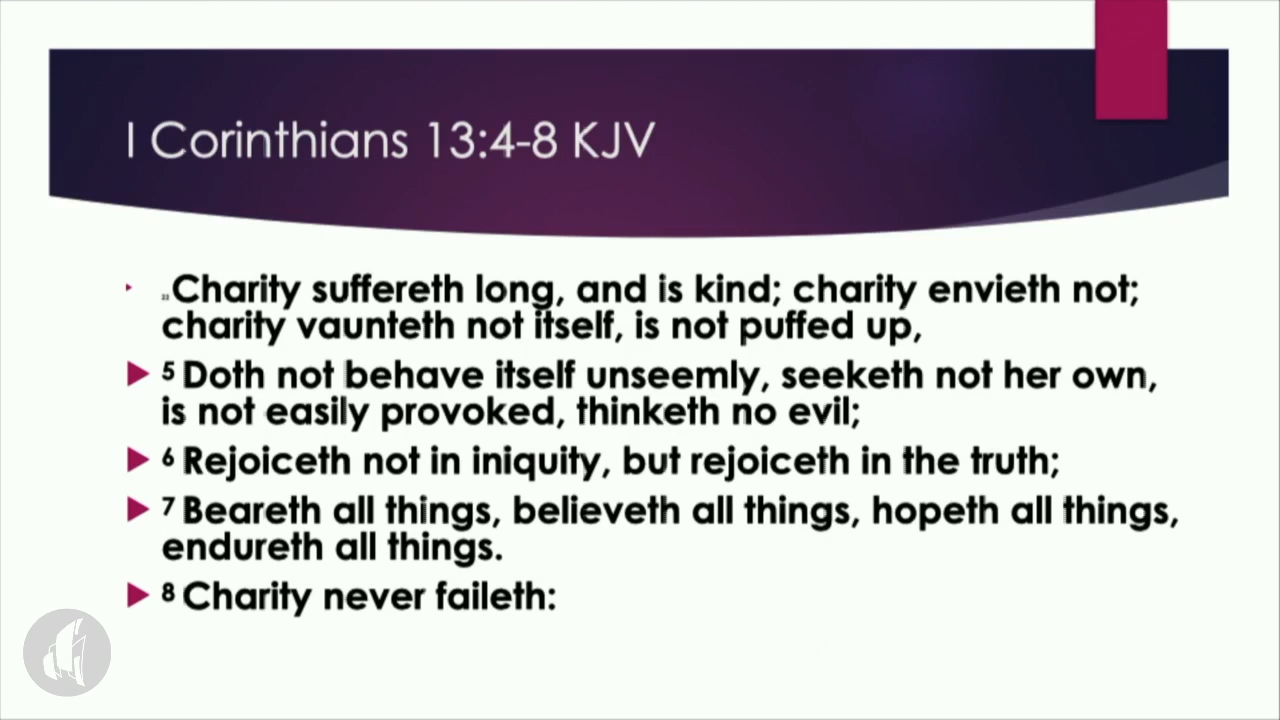 I Corinthians 13:4-8 KJV
Charity suffereth long, and is kind; charity envieth not;
charity vaunteth not itself, is not puffed up,
5 Doth not behave itself unseemly, seeketh not her own,
is not easily provoked, thinketh no evil;
6 Rejoiceth not in iniquity, but rejoiceth in the truth;
7 Beareth all things, believeth all things, hopeth all things,
endureth all things.
8 Charity never faileth: